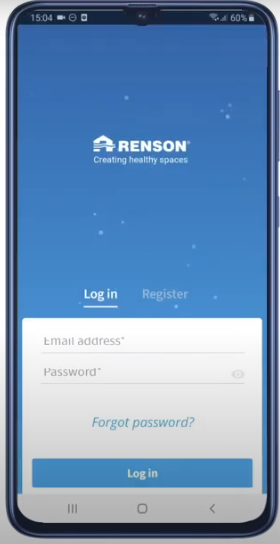 15:04 60%
RENSON®
Creating healthy spaces
Log in Register
Email address*
Password*
Forgot password?
Log in